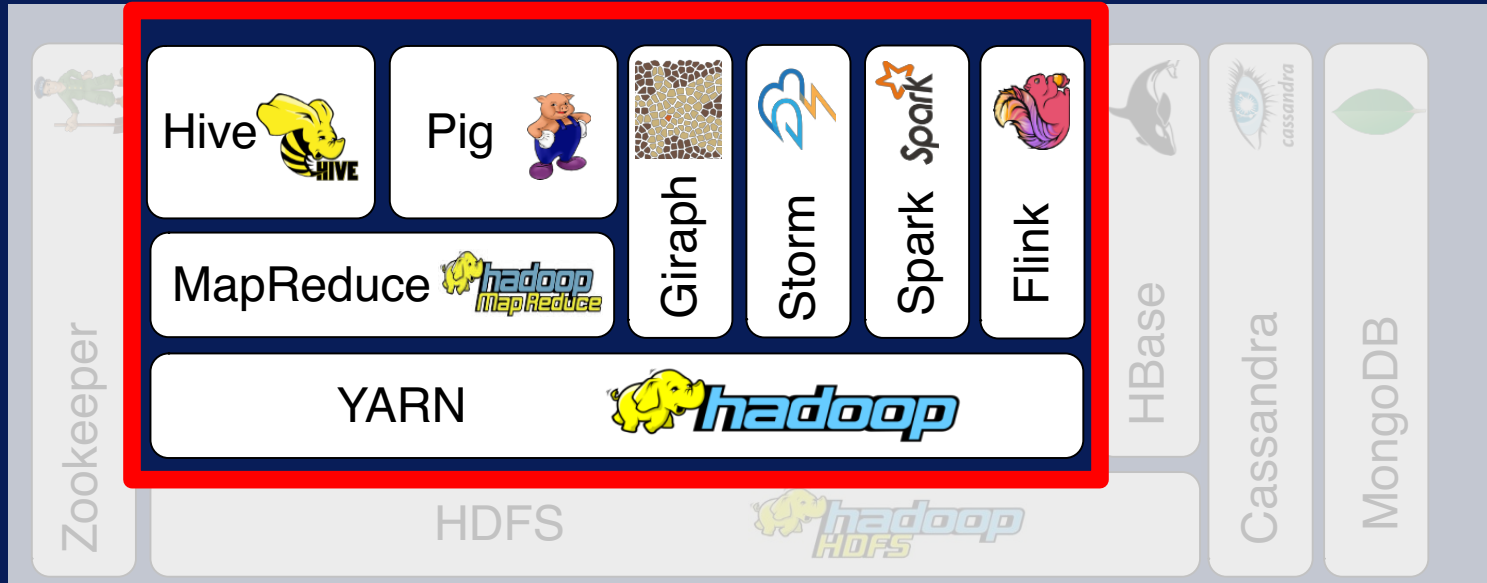 Zookeeper
Hive
HIVE
Pig
Giraph
Storm
Spark
Spark
Flink
MapReduce
hadoop
Map Reduce
YARN
hadoop
HDFS
hadoop
HDFS
HBase
cassandra
Cassandra
MongoDB